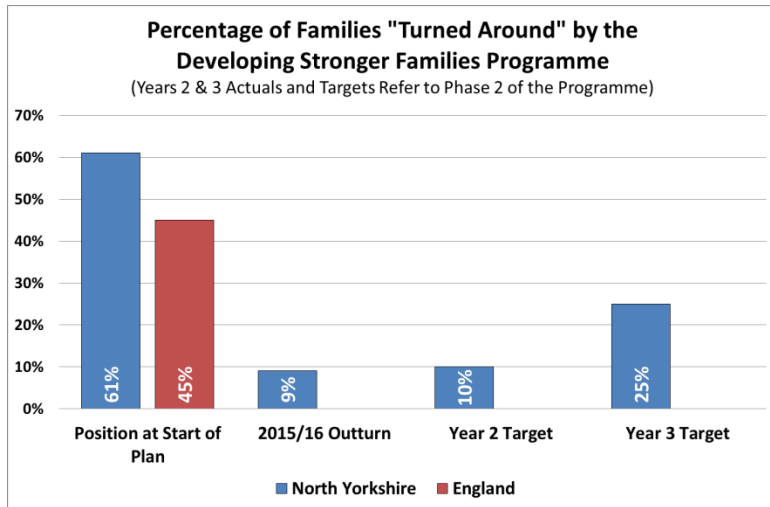 Percentage of Families "Turned Around" by the
Developing Stronger Families Programme
(Years 2 & 3 Actuals and Targets Refer to Phase 2 of the Programme)
70%
60%
50%
40%
30%
20%
10%
0%
61%
45%
9%
10%
25%
Position at Start of
Plan
2015/16 Outturn
Year 2 Target
Year 3 Target
North Yorkshire
England